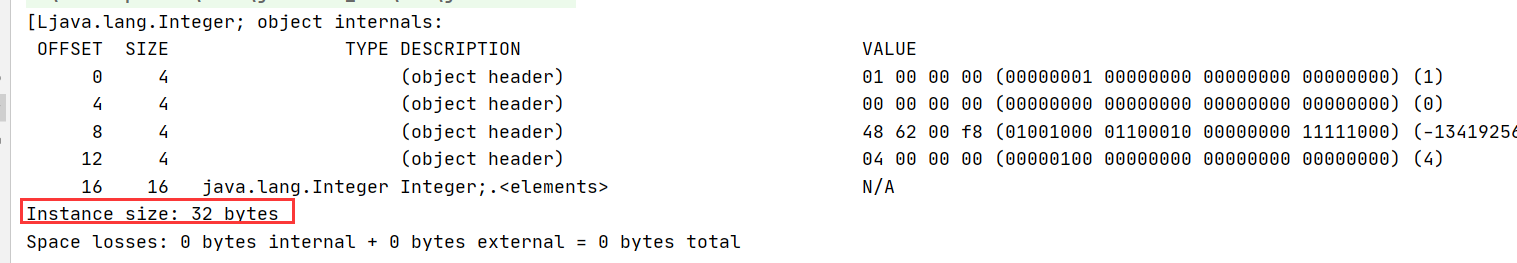 [Ljava.lang.Integer; object internals:
OFFSET SIZE TYPE DESCRIPTION VALUE
0 4 (object header) 01 00 00 00 (00000001 00000000 00000000 00000000) (1)
4 4 (object header) 00 00 00 00 (00000000 00000000 00000000 00000000) (0)
8 4 (object header) 48 62 00 f8 (01001000 01100010 00000000 11111000) (-13419256
12 4 (object header) 04 00 00 00 (00000100 00000000 00000000 00000000) (4)
16 16 java.lang.Integer Integer;.<elements> N/A
Instance size: 32 bytes
Space losses: 0 bytes internal + 0 bytes external = 0 bytes total